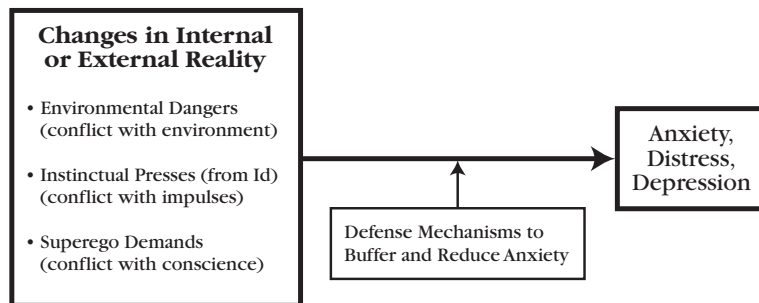 Changes in Internal
or External Reality
• Environmental Dangers
(conflict with environment)
• Instinctual Presses (from Id)
(conflict with impulses)
• Superego Demands
(conflict with conscience)
Defense Mechanisms to
Buffer and Reduce Anxiety
Anxiety,
Distress,
Depression